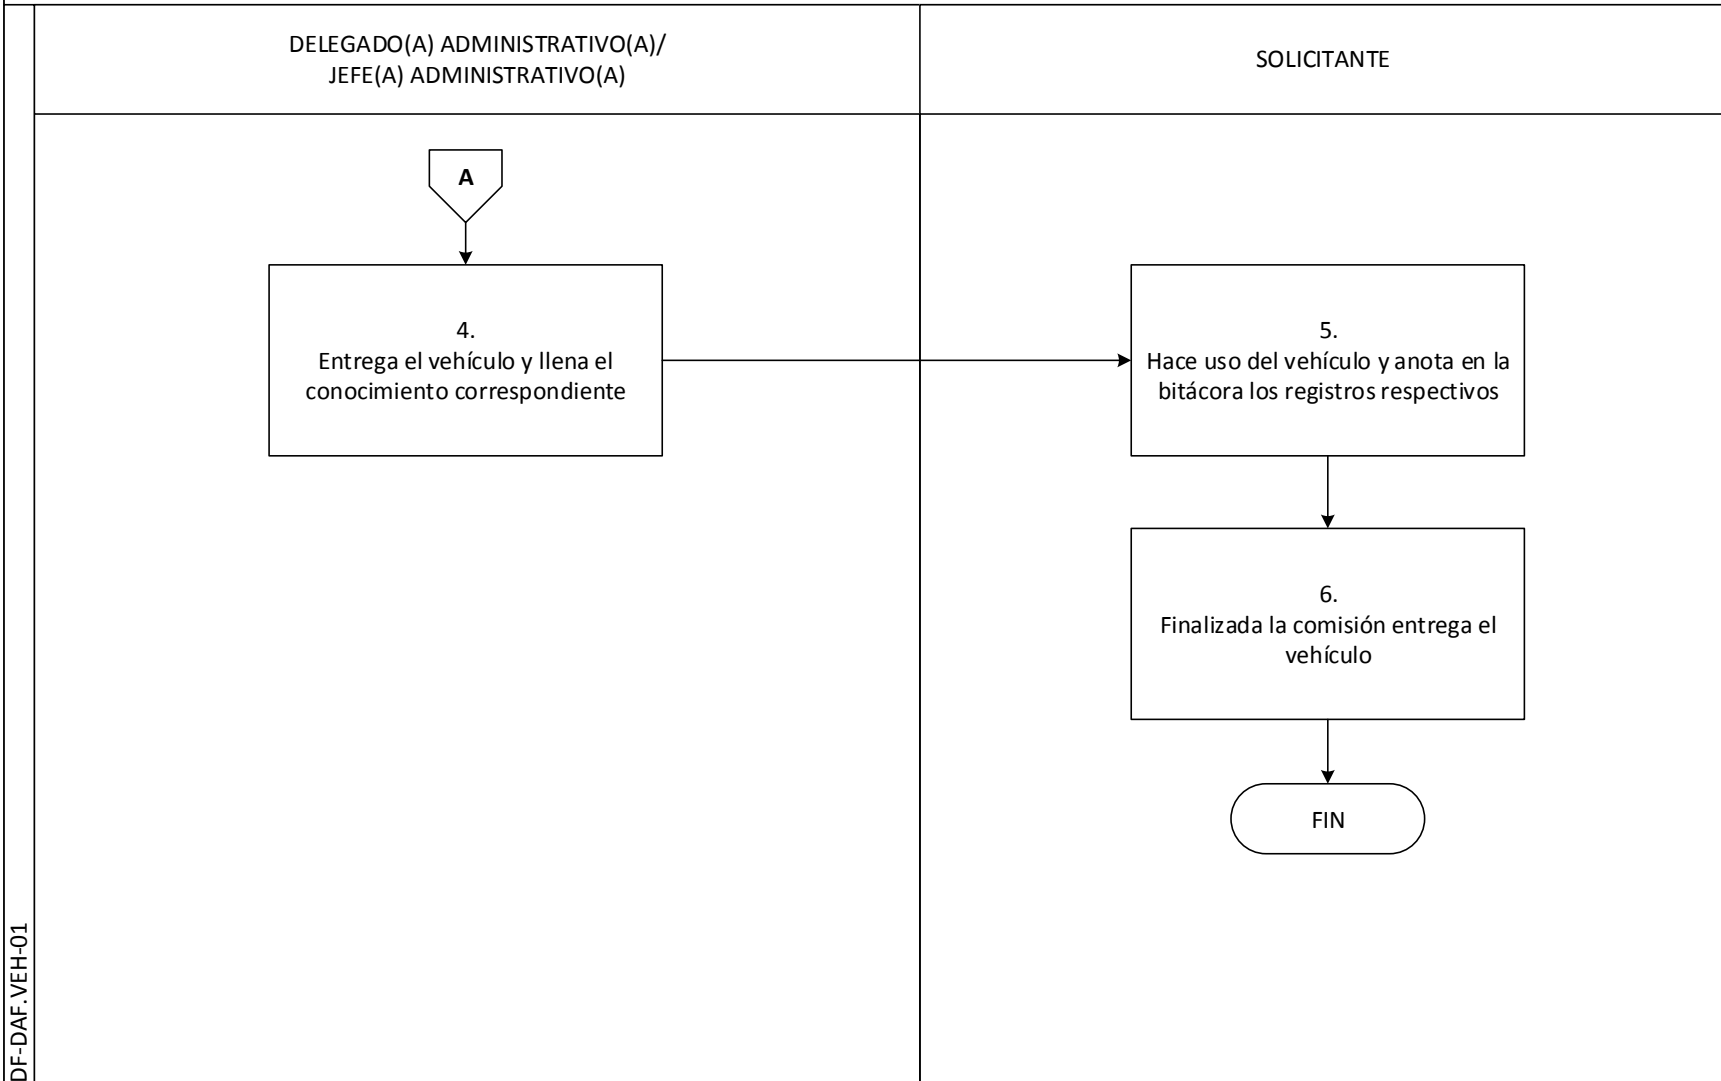 DELEGADO(A) ADMINISTRATIVO(A)/
JEFE(A) ADMINISTRATIVO(A)
SOLICITANTE
A
4.
Entrega el vehículo y llena el
conocimiento correspondiente
5.
Hace uso del vehículo y anota en la
bitácora los registros respectivos
6.
Finalizada la comisión entrega el
vehículo
FIN
DF-DAF.VEH-01